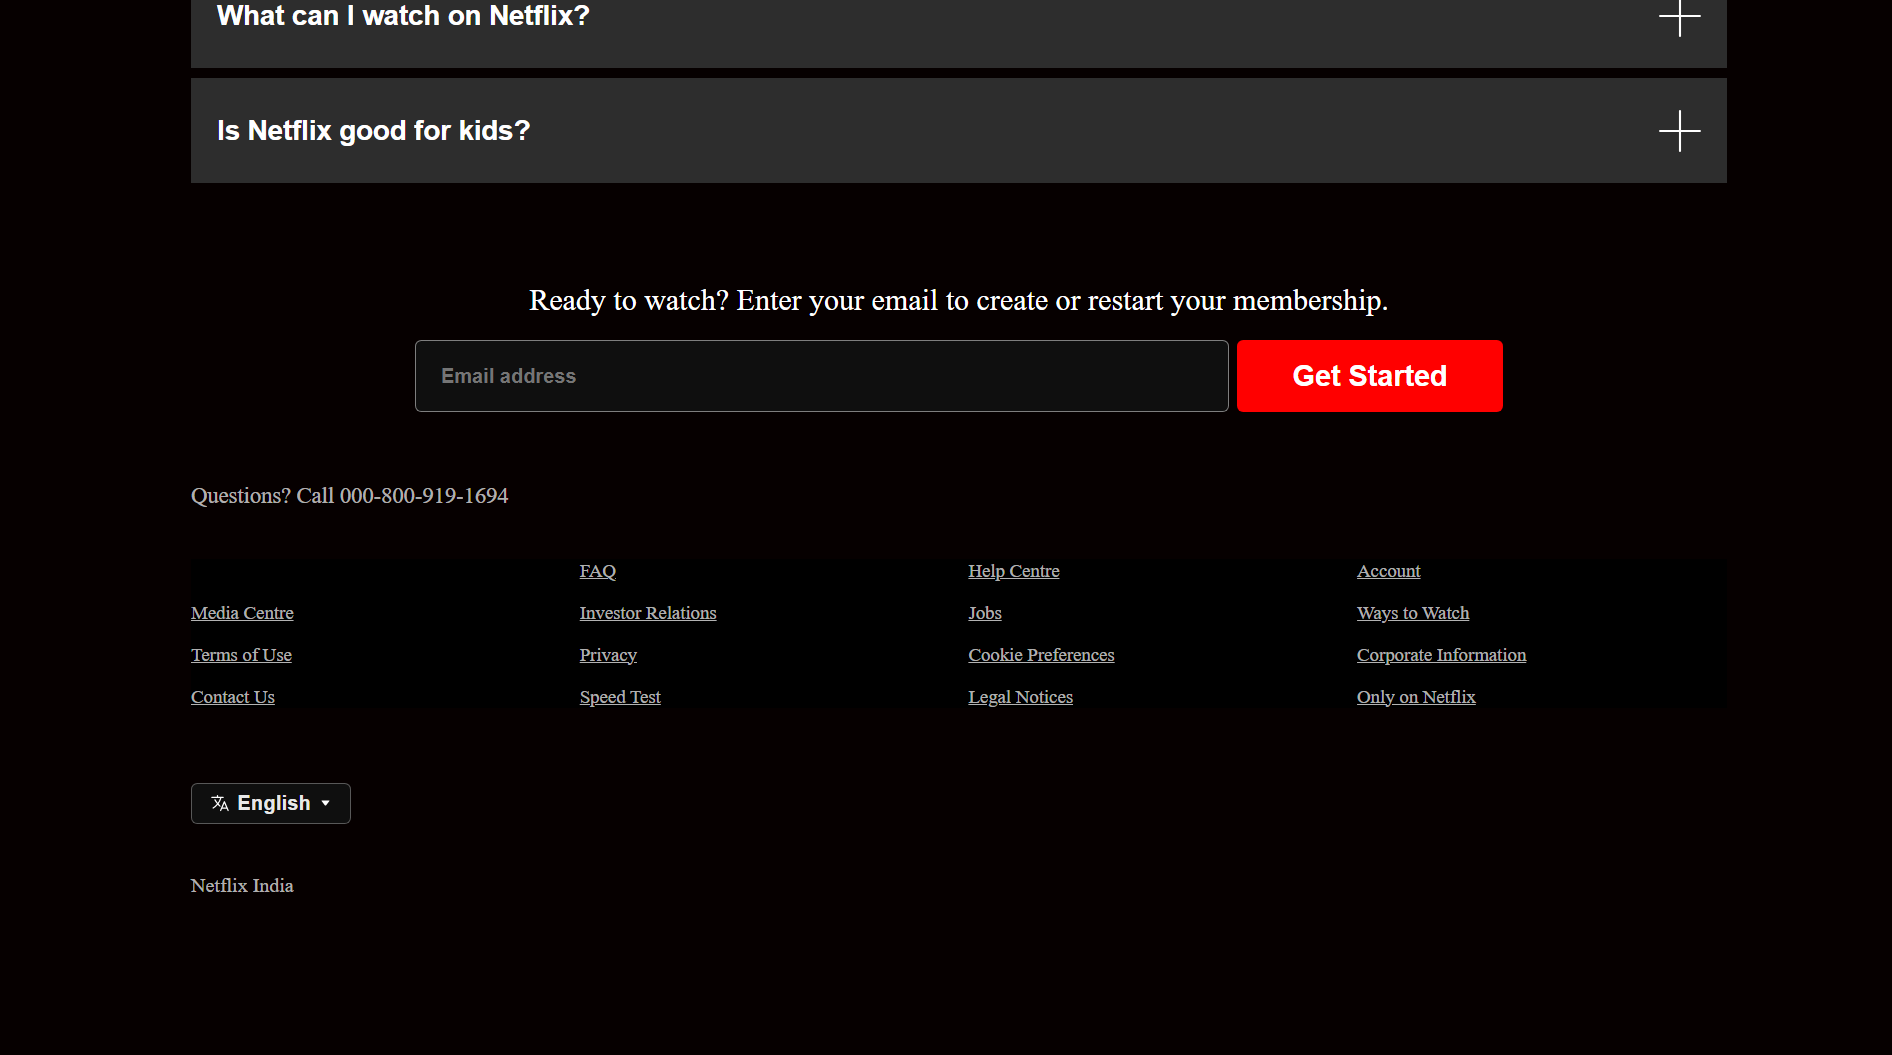 What can I watch on Netflix?
Is Netflix good for kids?
Ready to watch? Enter your email to create or restart your membership.
Email address
Get Started
Questions? Call 000-800-919-1694
FAQ
Help Centre
Account
Media Centre
Investor Relations
Jobs
Ways to Watch
Terms of Use
Privacy
Cookie Preferences
Corporate Information
Contact Us
Speed Test
Legal Notices
Only on Netflix
English
Netflix India